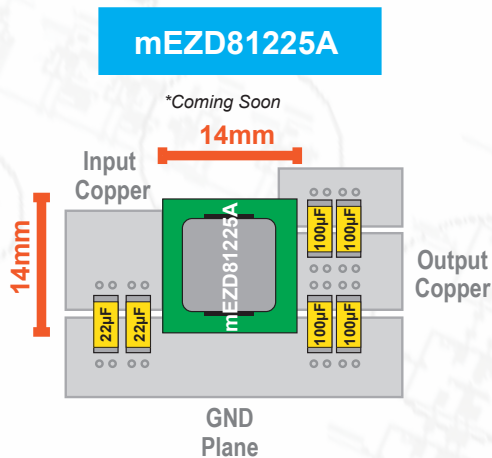 mEZD81225A
*Coming Soon
14mm
Input
Copper
14mm
mEZD81225A
100µF
100µF
Output
Copper
22µF
22µF
100µF
100µF
GND
Plane